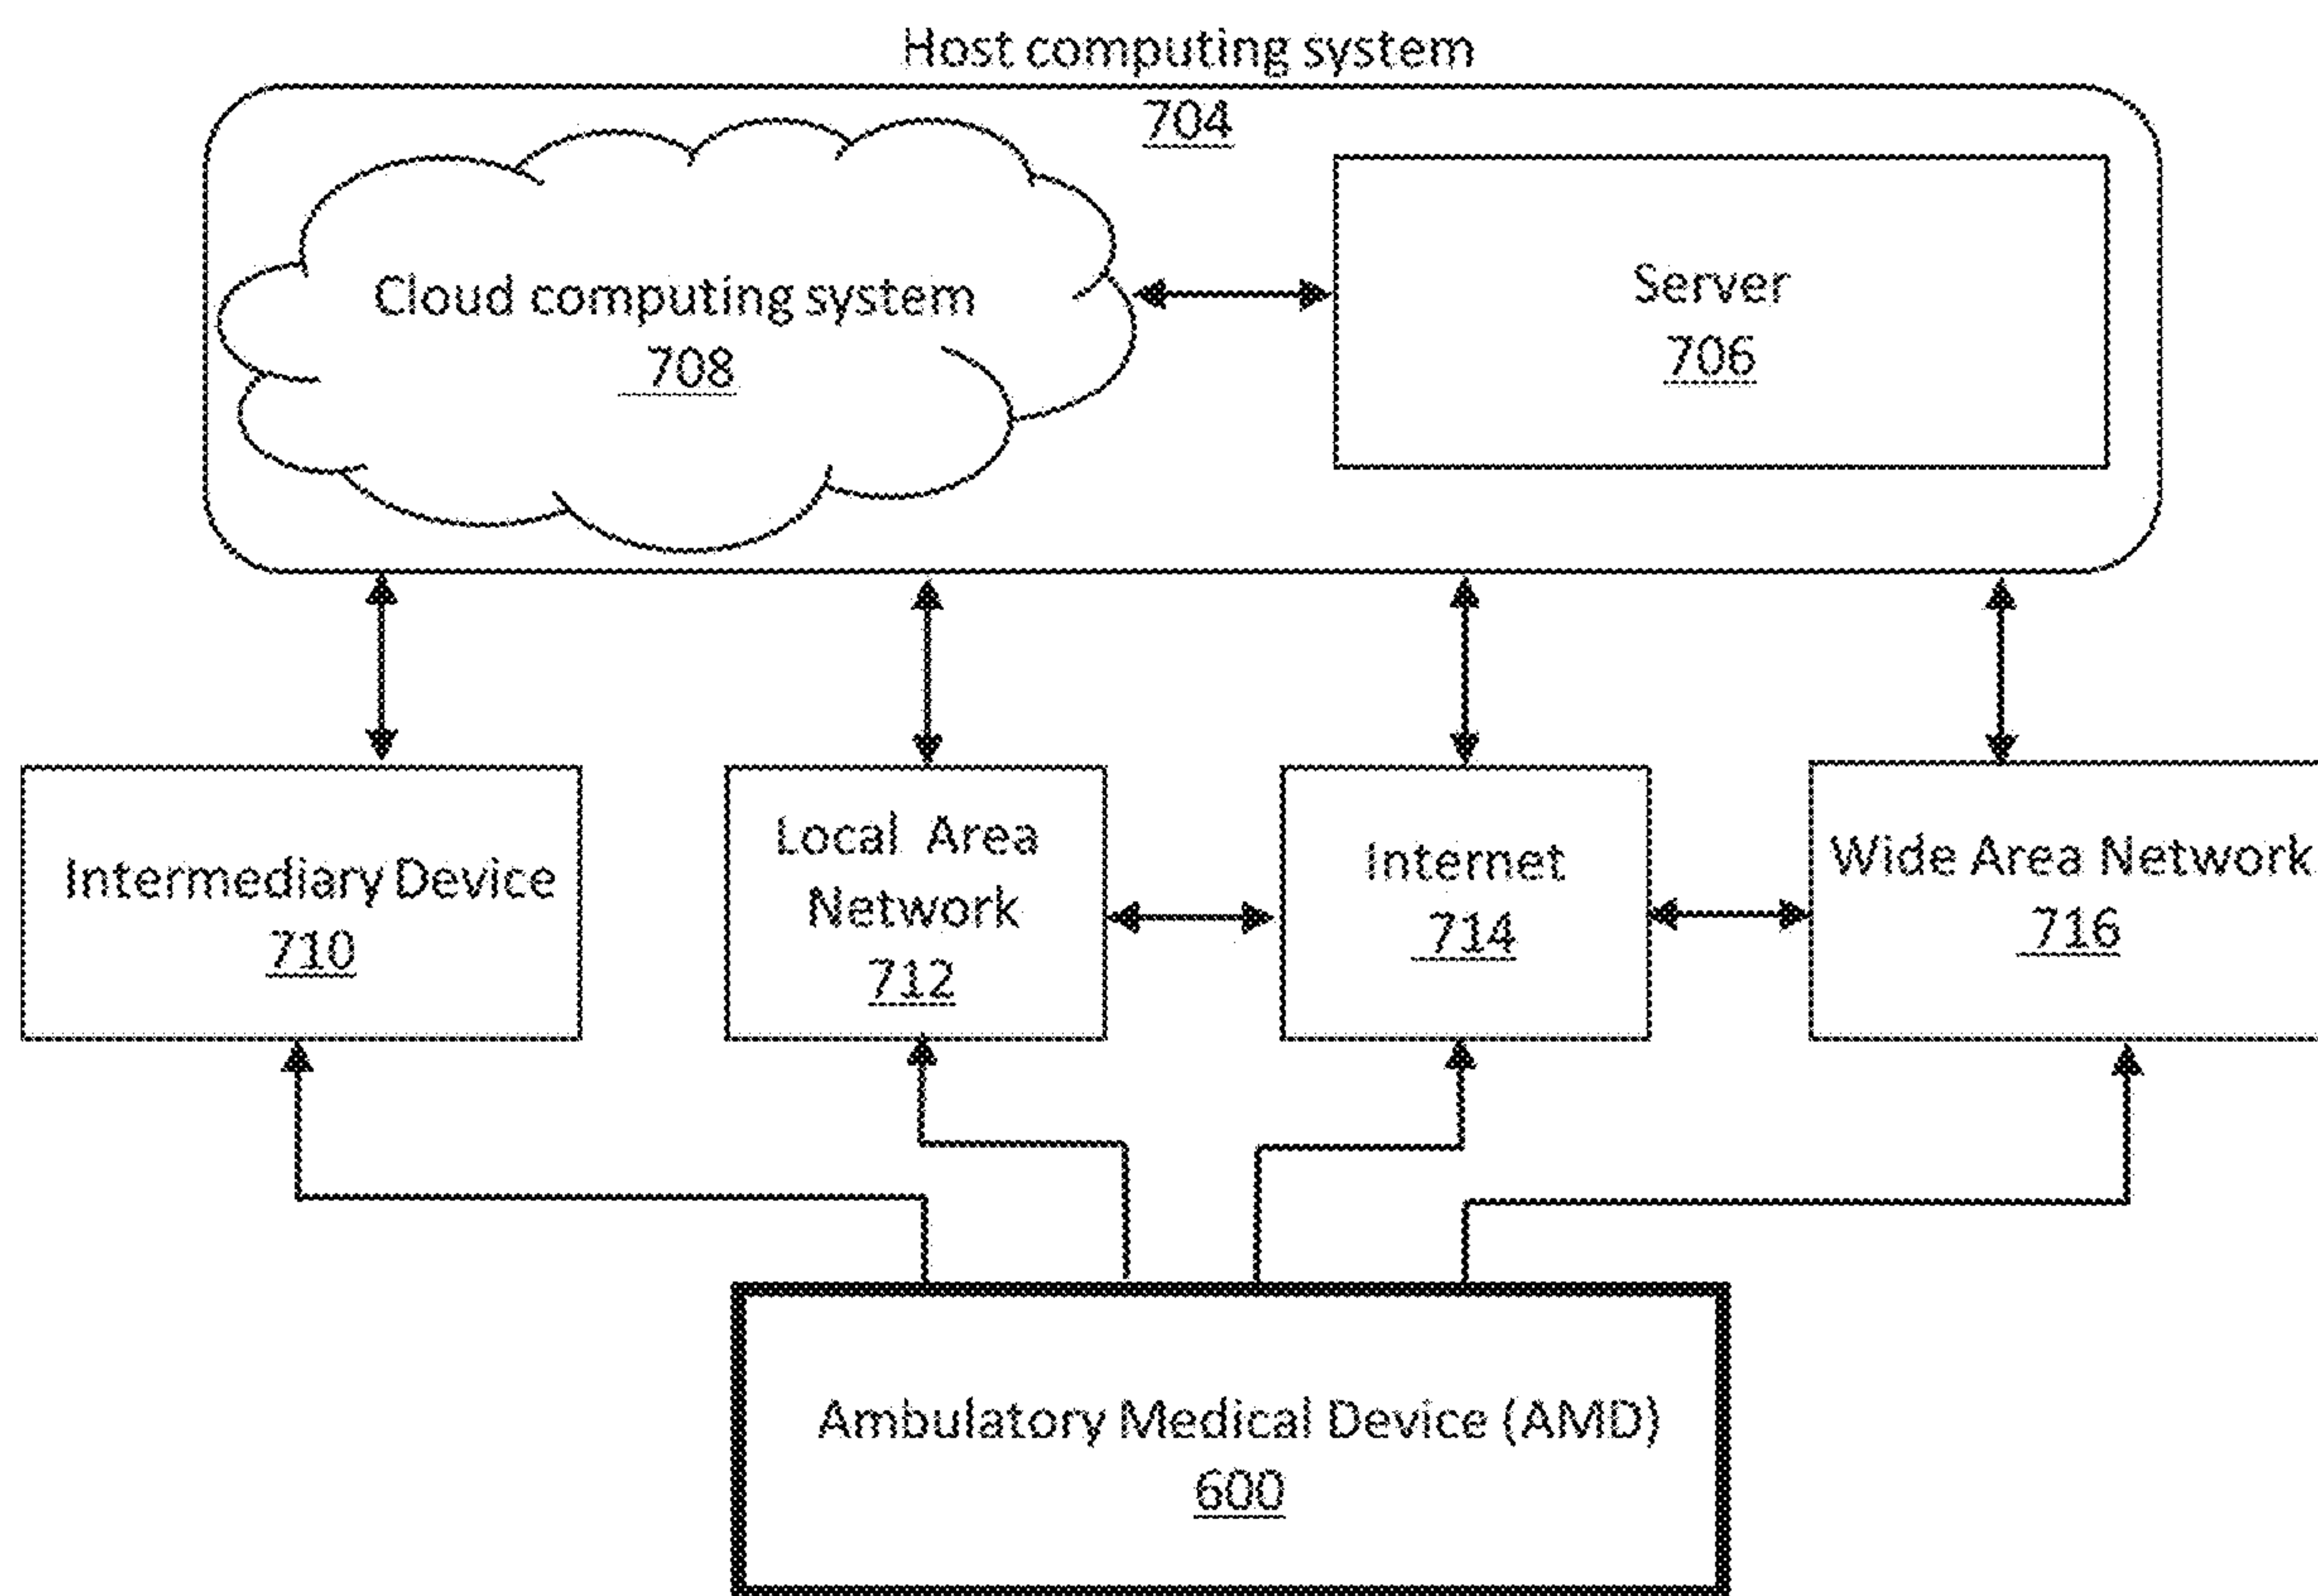 Host computing system
704
Cloud computing system
708
Server
706
Intermediary Device
710
Local Area
Network
712
Internet
714
Wide Area Network
716
Ambulatory Medical Device (AMD)
600